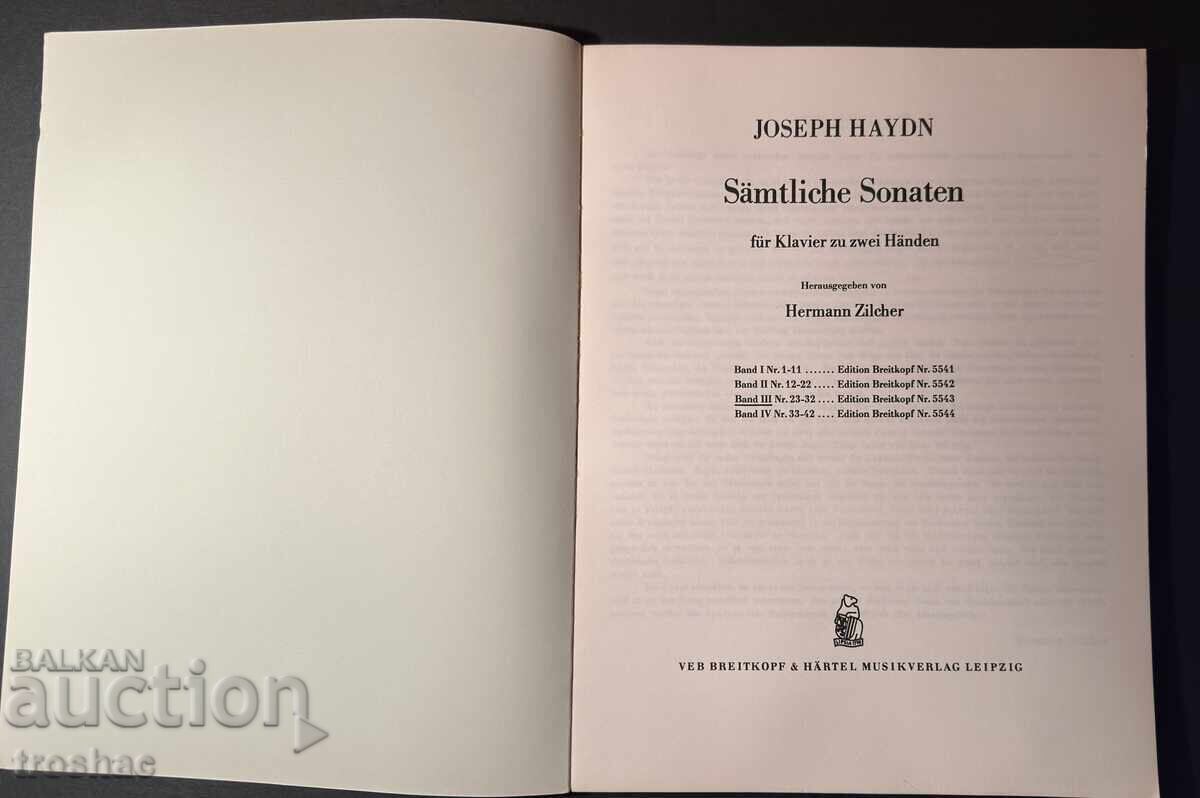 JOSEPH HAYDN
Sämtliche Sonaten
für Klavier zu zwei Händen
Herausgegeben von
Hermann Zilcher
Band I Nr. 1-11 ....... Edition Breitkopf Nr. 5541
Band II Nr. 12-22 ..... Edition Breitkopf Nr. 5542
Band III Nr. 23-32 .... Edition Breitkopf Nr. 5543
Band IV Nr. 33-42 .... Edition Breitkopf Nr. 5544
VEB BREITKOPF & HÄRTEL MUSIKVERLAG LEIPZIG
BALKAN
auction
troshac